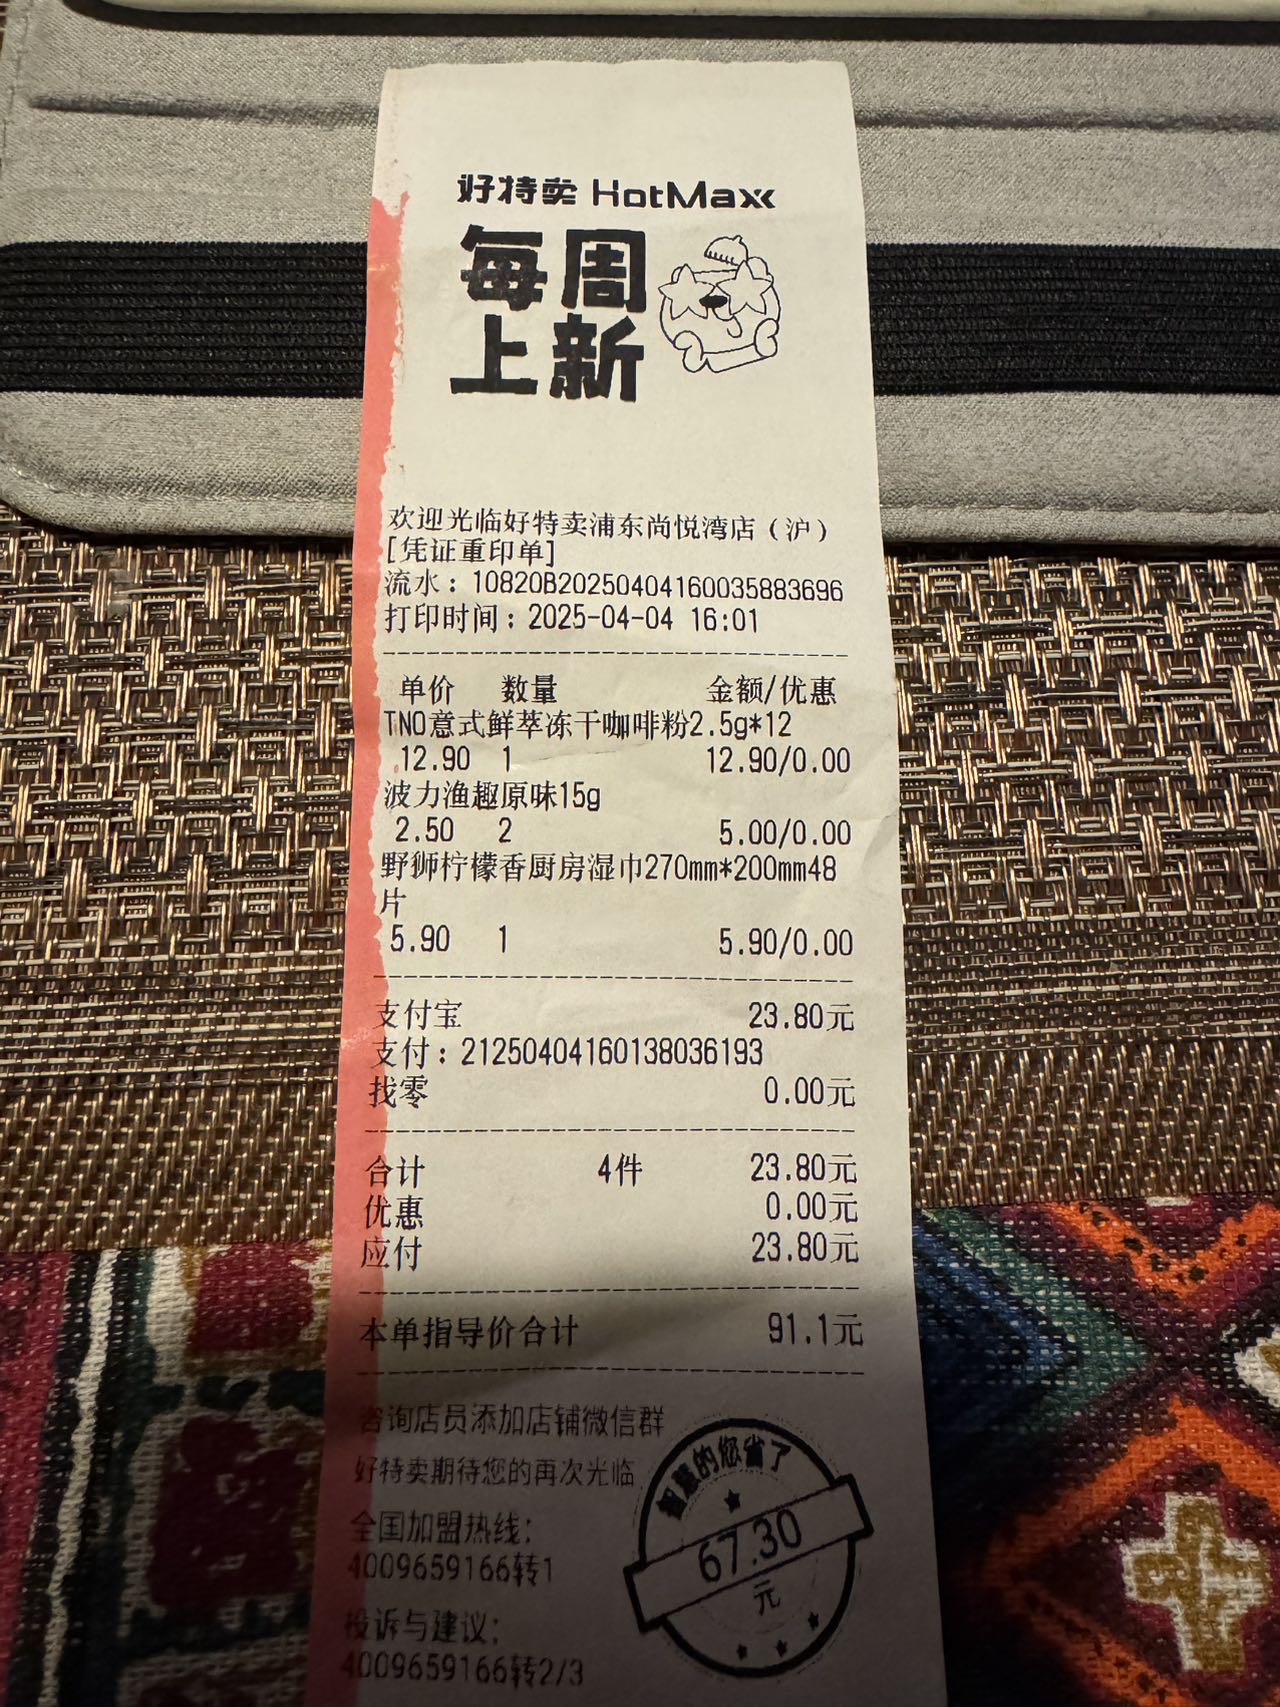 好特卖 HotMaxx
每周
上新
欢迎光临好特卖浦东尚悦湾店（沪）
[凭证重印单]
流水：10820B20250404160035883696
打印时间：2025-04-04 16:01
单价 数量 金额/优惠
TNO意式鲜萃冻干咖啡粉2.5g*12
12.90 1 12.90/0.00
波力渔趣原味15g
2.50 2 5.00/0.00
野狮柠檬香厨房湿巾270mm*200mm48
片
5.90 1 5.90/0.00
支付宝 23.80元
支付：21250404160138036193
找零 0.00元
合计 4件 23.80元
优惠 0.00元
应付 23.80元
本单指导价合计 91.1元
咨询店员添加店铺微信群
好特卖期待您的再次光临
全国加盟热线：
4009659166转1
投诉与建议：
4009659166转2/3
智慧的您省了
67.30
元